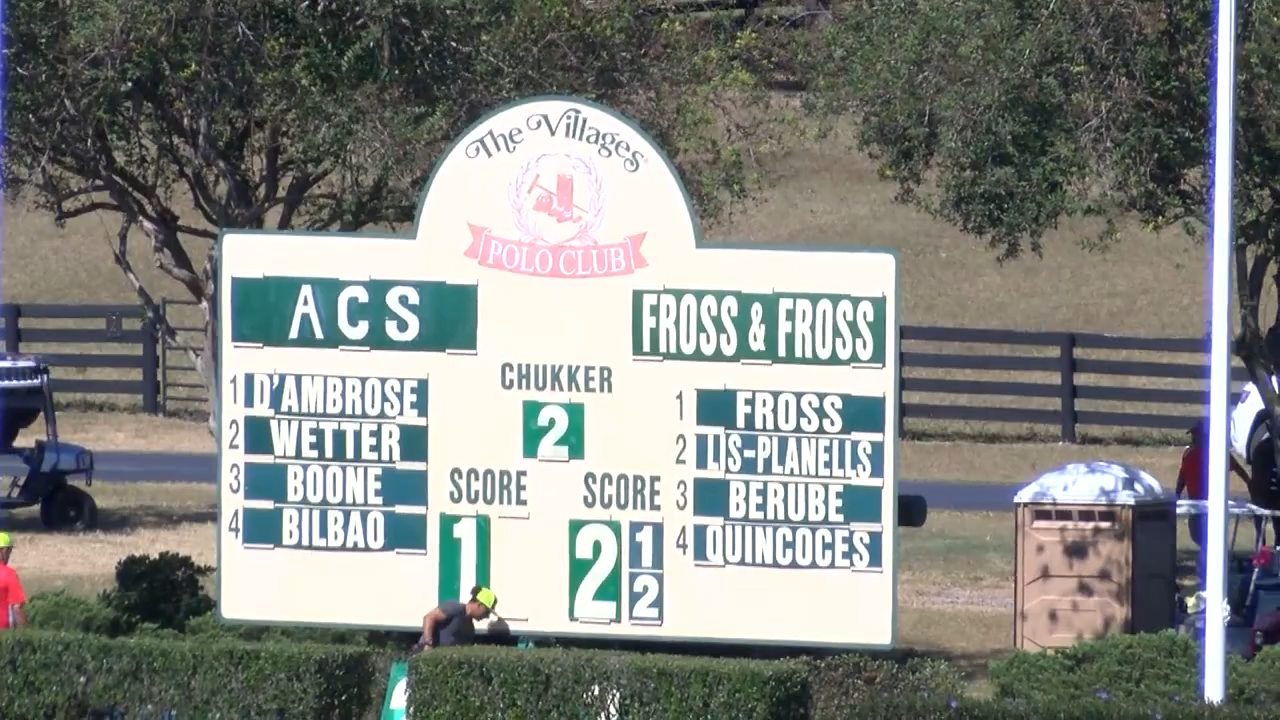 The Villages
POLO CLUB
ACS
FROSS & FROSS
CHUKKER
2
1 D'AMBROSE
2 WETTER
3 BOONE
4 BILBAO
SCORE
1
SCORE
2 1
2
1 FROSS
2 LIS-PLANELLS
3 BERUBE
4 QUINCOCES